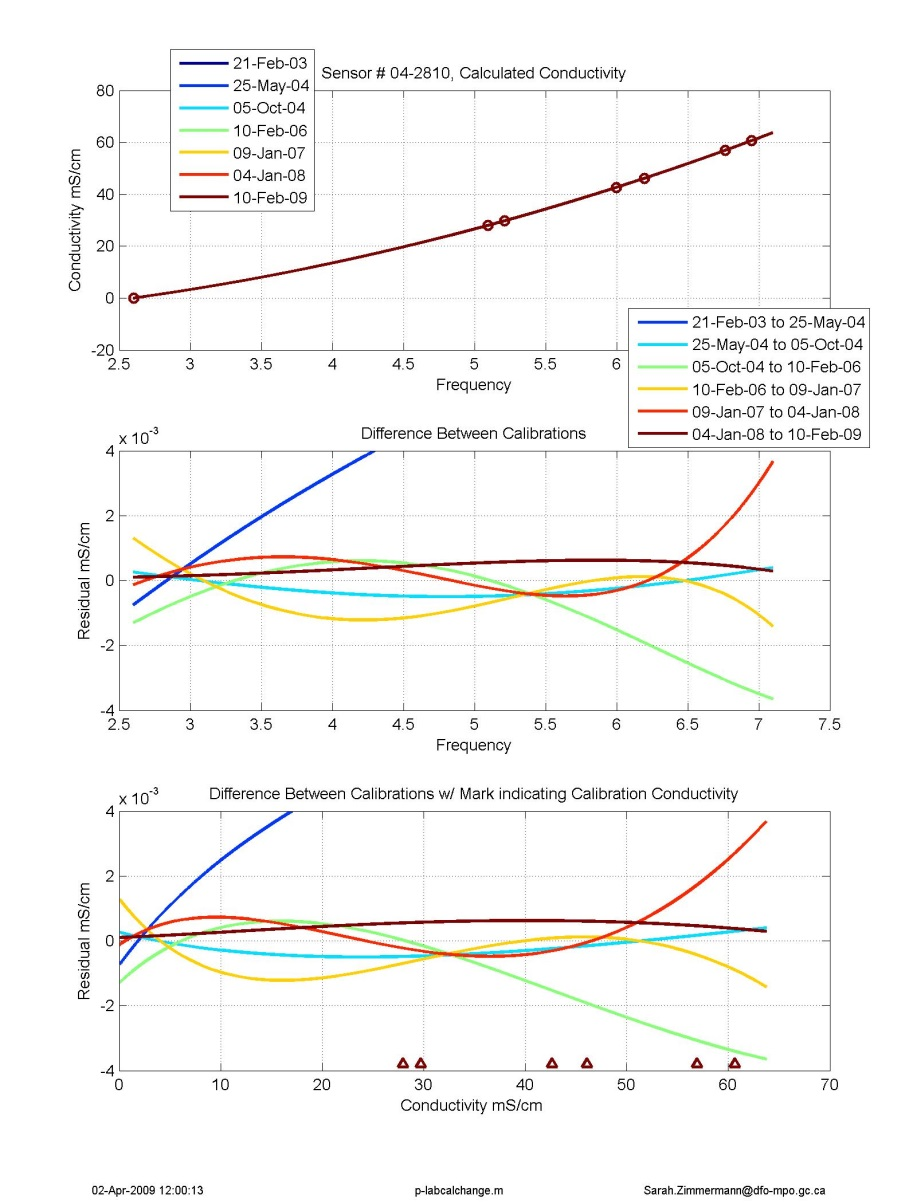 Sensor # 04-2810, Calculated Conductivity
21-Feb-03
25-May-04
05-Oct-04
10-Feb-06
09-Jan-07
04-Jan-08
10-Feb-09
80
60
40
20
0
-20
Conductivity mS/cm
2.5 3 3.5 4 4.5 5 5.5 6
Frequency
21-Feb-03 to 25-May-04
25-May-04 to 05-Oct-04
05-Oct-04 to 10-Feb-06
10-Feb-06 to 09-Jan-07
09-Jan-07 to 04-Jan-08
04-Jan-08 to 10-Feb-09
Difference Between Calibrations
x 10-3
4
2
0
-2
-4
Residual mS/cm
2.5 3 3.5 4 4.5 5 5.5 6 6.5 7 7.5
Frequency
Difference Between Calibrations w/ Mark indicating Calibration Conductivity
x 10-3
4
2
0
-2
-4
Residual mS/cm
0 10 20 30 40 50 60 70
Conductivity mS/cm
02-Apr-2009 12:00:13 p-labcalchange.m Sarah.Zimmermann@dfo-mpo.gc.ca